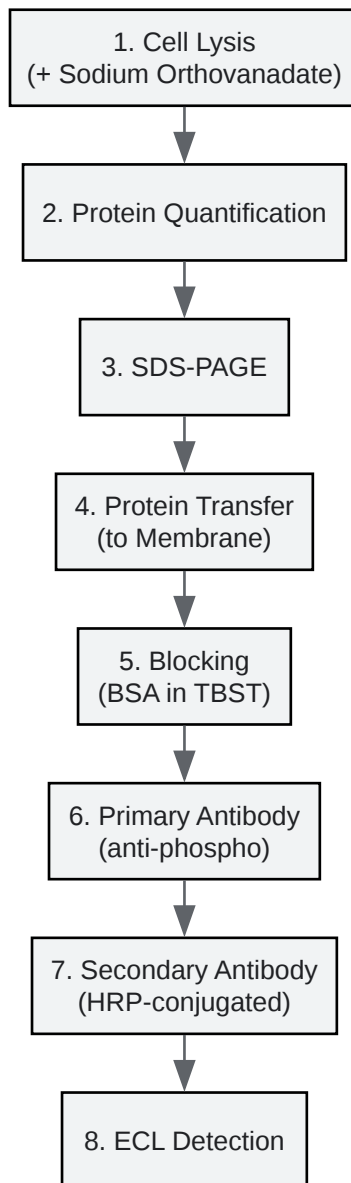 1. Cell Lysis
(+ Sodium Orthovanadate)
2. Protein Quantification
3. SDS-PAGE
4. Protein Transfer
(to Membrane)
5. Blocking
(BSA in TBST)
6. Primary Antibody
(anti-phospho)
7. Secondary Antibody
(HRP-conjugated)
8. ECL Detection